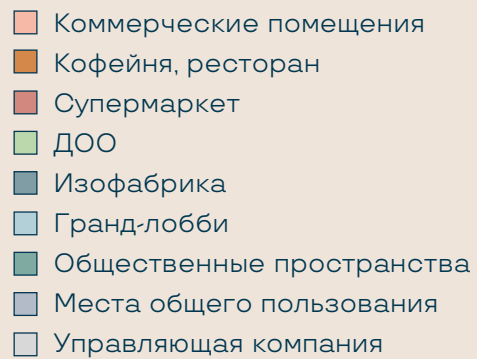 Коммерческие помещения
Кофейня, ресторан
Супермаркет
ДОО
Изофабрика
Гранд-лобби
Общественные пространства
Места общего пользования
Управляющая компания